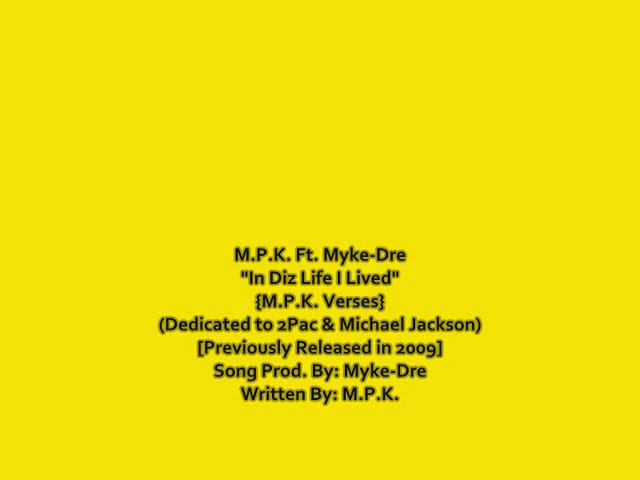 M.P.K. Ft. Myke-Dre
"In Diz Life I Lived"
{M.P.K. Verses}
(Dedicated to 2Pac & Michael Jackson)
[Previously Released in 2009]
Song Prod. By: Myke-Dre
Written By: M.P.K.